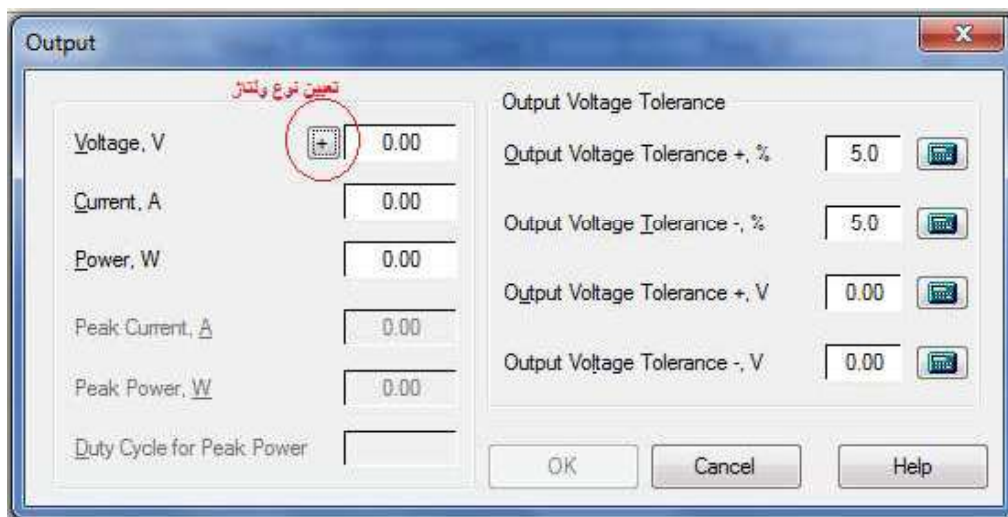 Output
تعیین نوع ولتاژ
Voltage, V + 0.00
Current, A 0.00
Power, W 0.00
Peak Current, A 0.00
Peak Power, W 0.00
Duty Cycle for Peak Power
Output Voltage Tolerance
Output Voltage Tolerance +, % 5.0
Output Voltage Tolerance -, % 5.0
Output Voltage Tolerance +, V 0.00
Output Voltage Tolerance -, V 0.00
OK Cancel Help